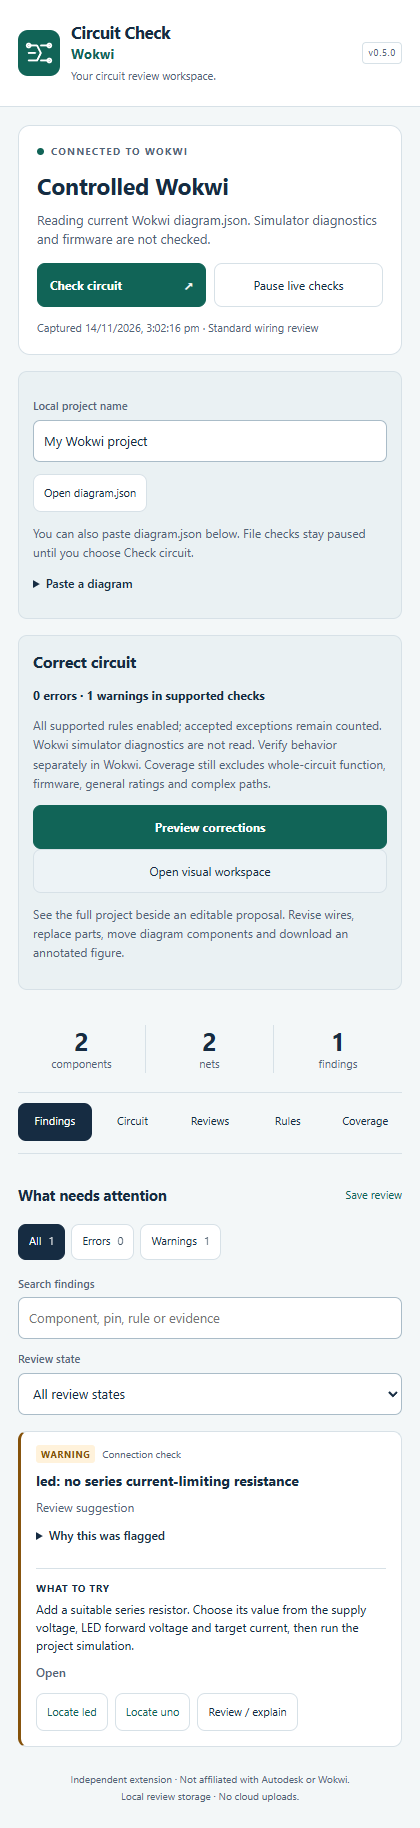 Circuit Check
Wokwi
Your circuit review workspace.
v0.5.0
CONNECTED TO WOKWI
Controlled Wokwi
Reading current Wokwi diagram.json. Simulator diagnostics
and firmware are not checked.
Check circuit ↗
Pause live checks
Captured 14/11/2026, 3:02:16 pm · Standard wiring review
Local project name
My Wokwi project
Open diagram.json
You can also paste diagram.json below. File checks stay paused
until you choose Check circuit.
Paste a diagram
Correct circuit
0 errors · 1 warnings in supported checks
All supported rules enabled; accepted exceptions remain counted.
Wokwi simulator diagnostics are not read. Verify behavior
separately in Wokwi. Coverage still excludes whole-circuit function,
firmware, general ratings and complex paths.
Preview corrections
Open visual workspace
See the full project beside an editable proposal. Revise wires,
replace parts, move diagram components and download an
annotated figure.
2 2 1
components nets findings
Findings Circuit Reviews Rules Coverage
What needs attention Save review
All 1 Errors 0 Warnings 1
Search findings
Component, pin, rule or evidence
Review state
All review states
WARNING Connection check
led: no series current-limiting resistance
Review suggestion
Why this was flagged
WHAT TO TRY
Add a suitable series resistor. Choose its value from the supply
voltage, LED forward voltage and target current, then run the
project simulation.
Open
Locate led Locate uno Review / explain
Independent extension · Not affiliated with Autodesk or Wokwi.
Local review storage · No cloud uploads.